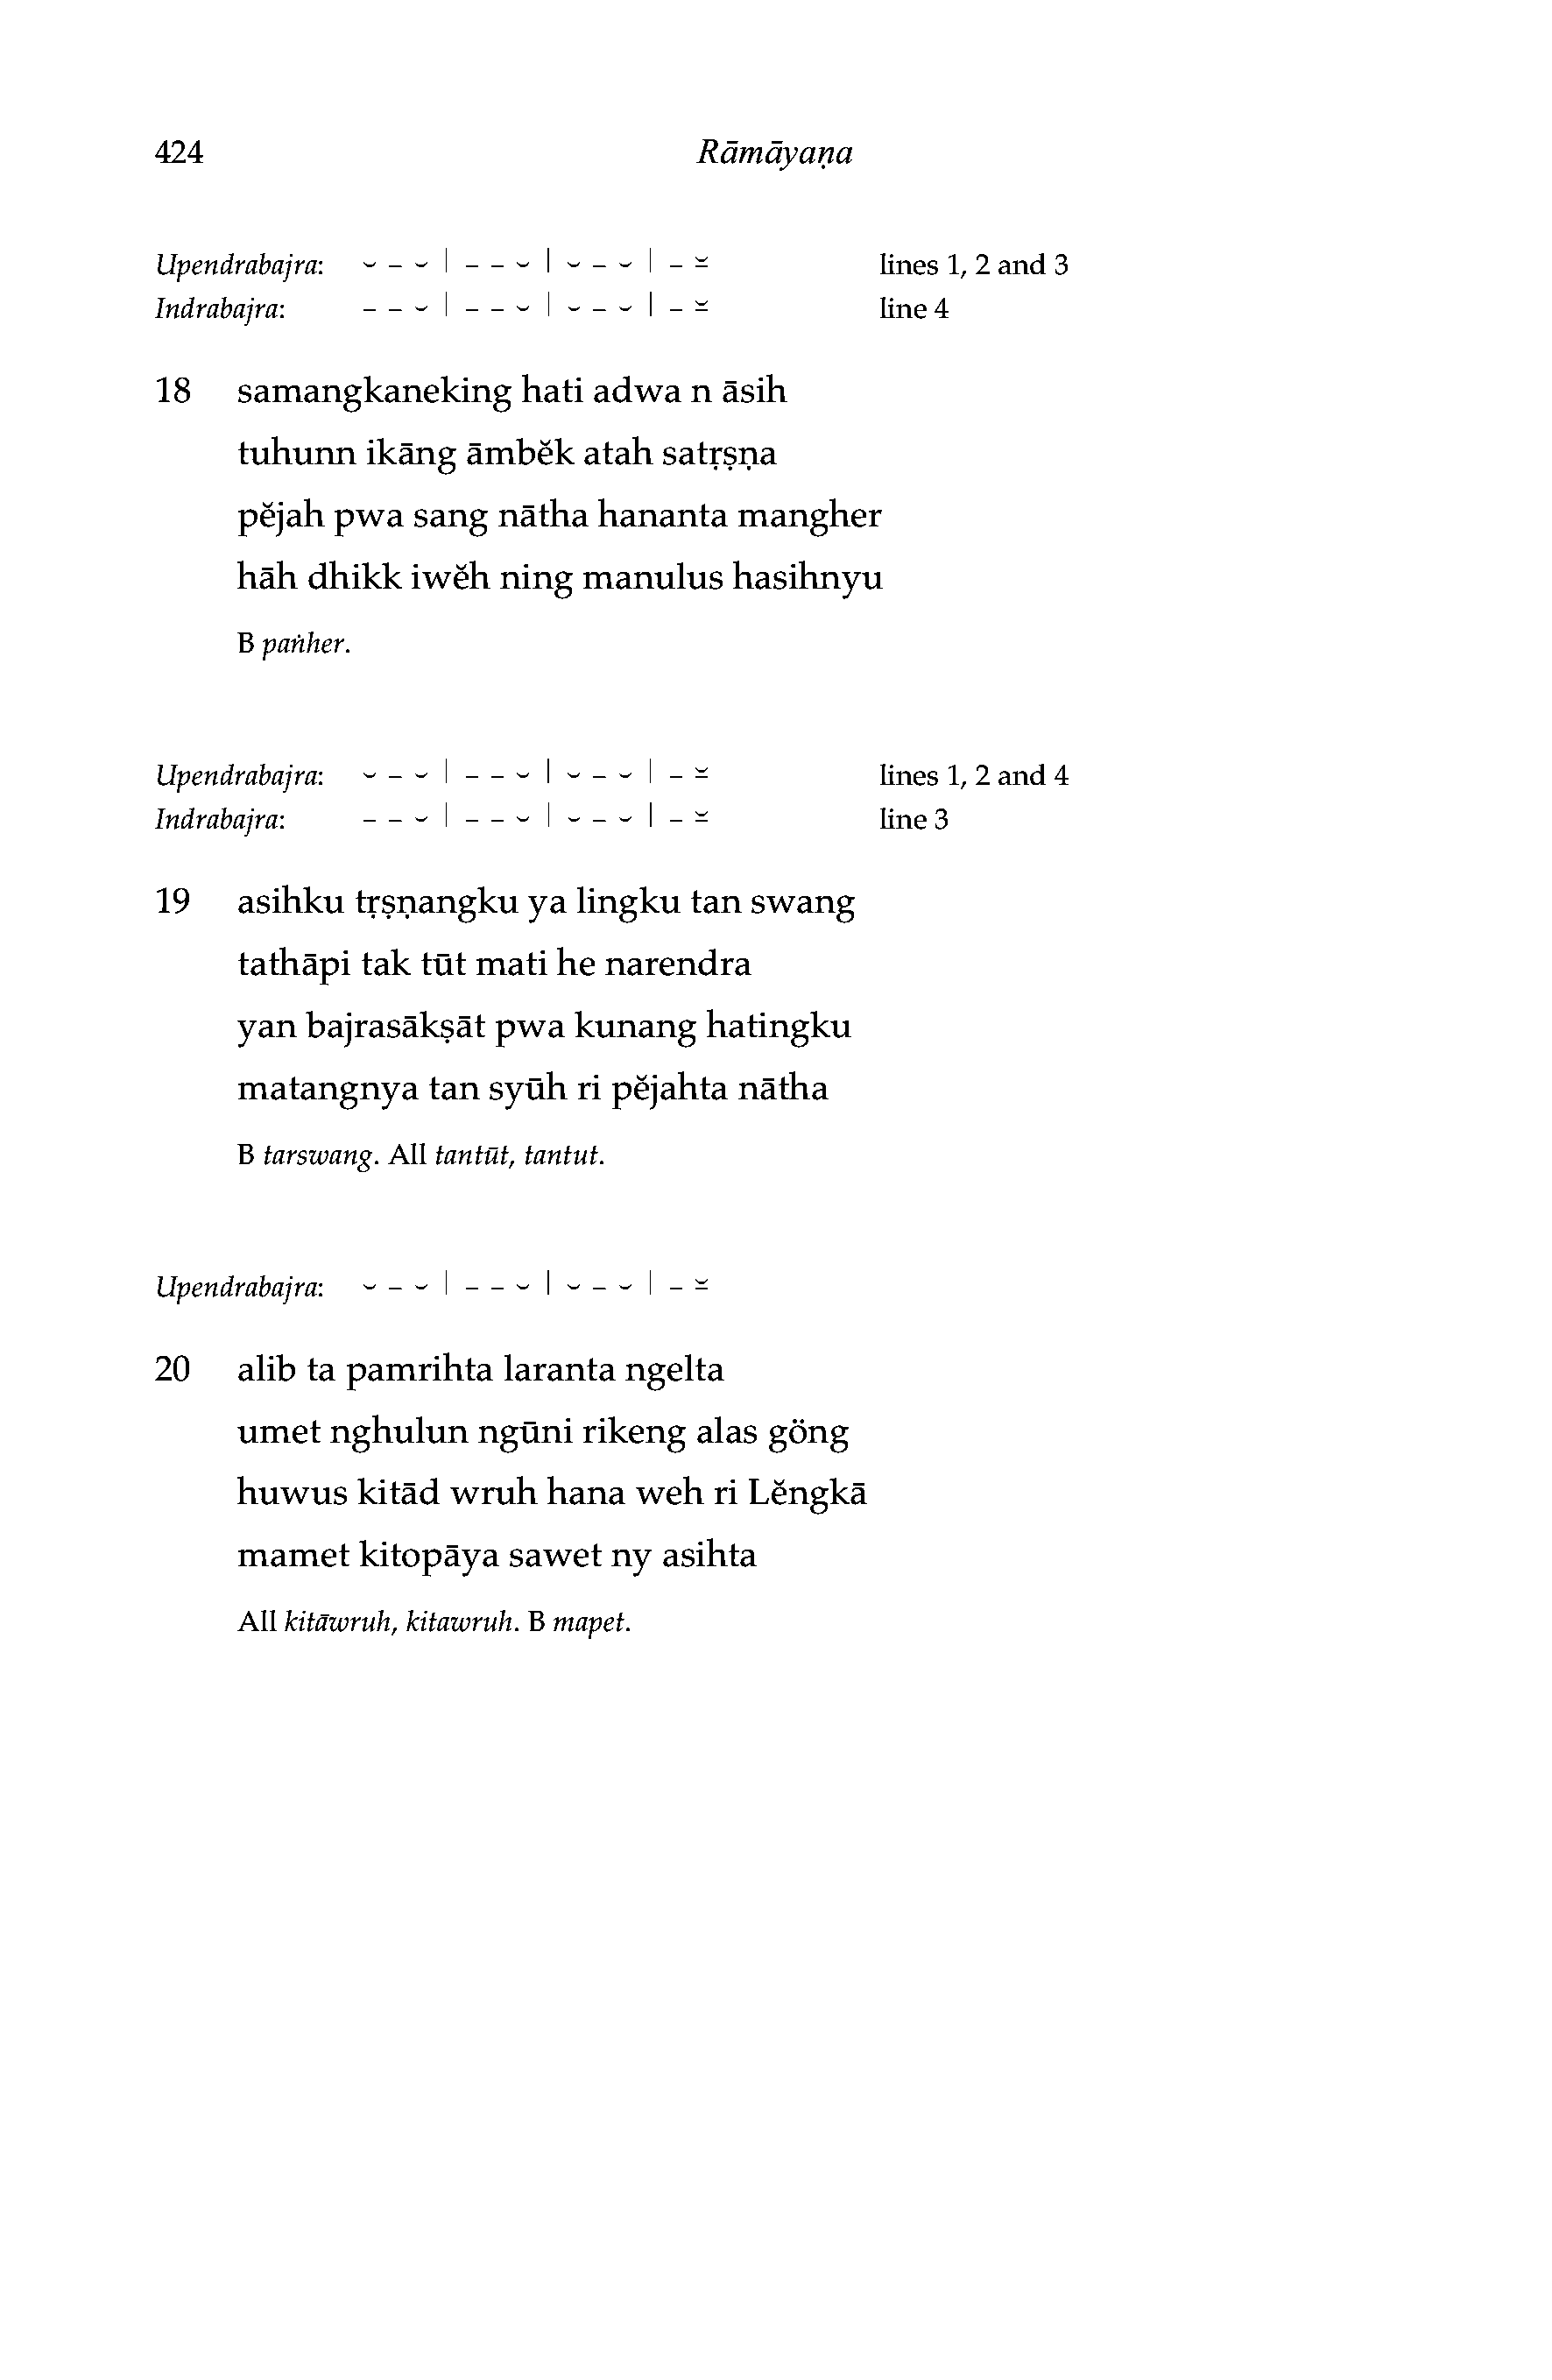 424 Rāmāyaṇa
Upendrabajra: ⏑ – ⏑ | – – ⏑ | ⏑ – ⏑ | – ⏓ lines 1, 2 and 3
Indrabajra: – – ⏑ | – – ⏑ | ⏑ – ⏑ | – ⏓ line 4
18 samangkaneking hati adwa n āsih
tuhunn ikāng āmbĕk atah satṛṣṇa
pĕjah pwa sang nātha hananta mangher
hāh dhikk iwĕh ning manulus hasihnyu
B paṅher.
Upendrabajra: ⏑ – ⏑ | – – ⏑ | ⏑ – ⏑ | – ⏓ lines 1, 2 and 4
Indrabajra: – – ⏑ | – – ⏑ | ⏑ – ⏑ | – ⏓ line 3
19 asihku tṛṣṇangku ya lingku tan swang
tathāpi tak tūt mati he narendra
yan bajrasākṣāt pwa kunang hatingku
matangnya tan syūh ri pĕjahta nātha
B tarswang. All tantūt, tantut.
Upendrabajra: ⏑ – ⏑ | – – ⏑ | ⏑ – ⏑ | – ⏓
20 alib ta pamrihta laranta ngelta
umet nghulun ngūni rikeng alas göng
huwus kitād wruh hana weh ri Lĕngkā
mamet kitopāya sawet ny asihta
All kitāwruh, kitawruh. B mapet.